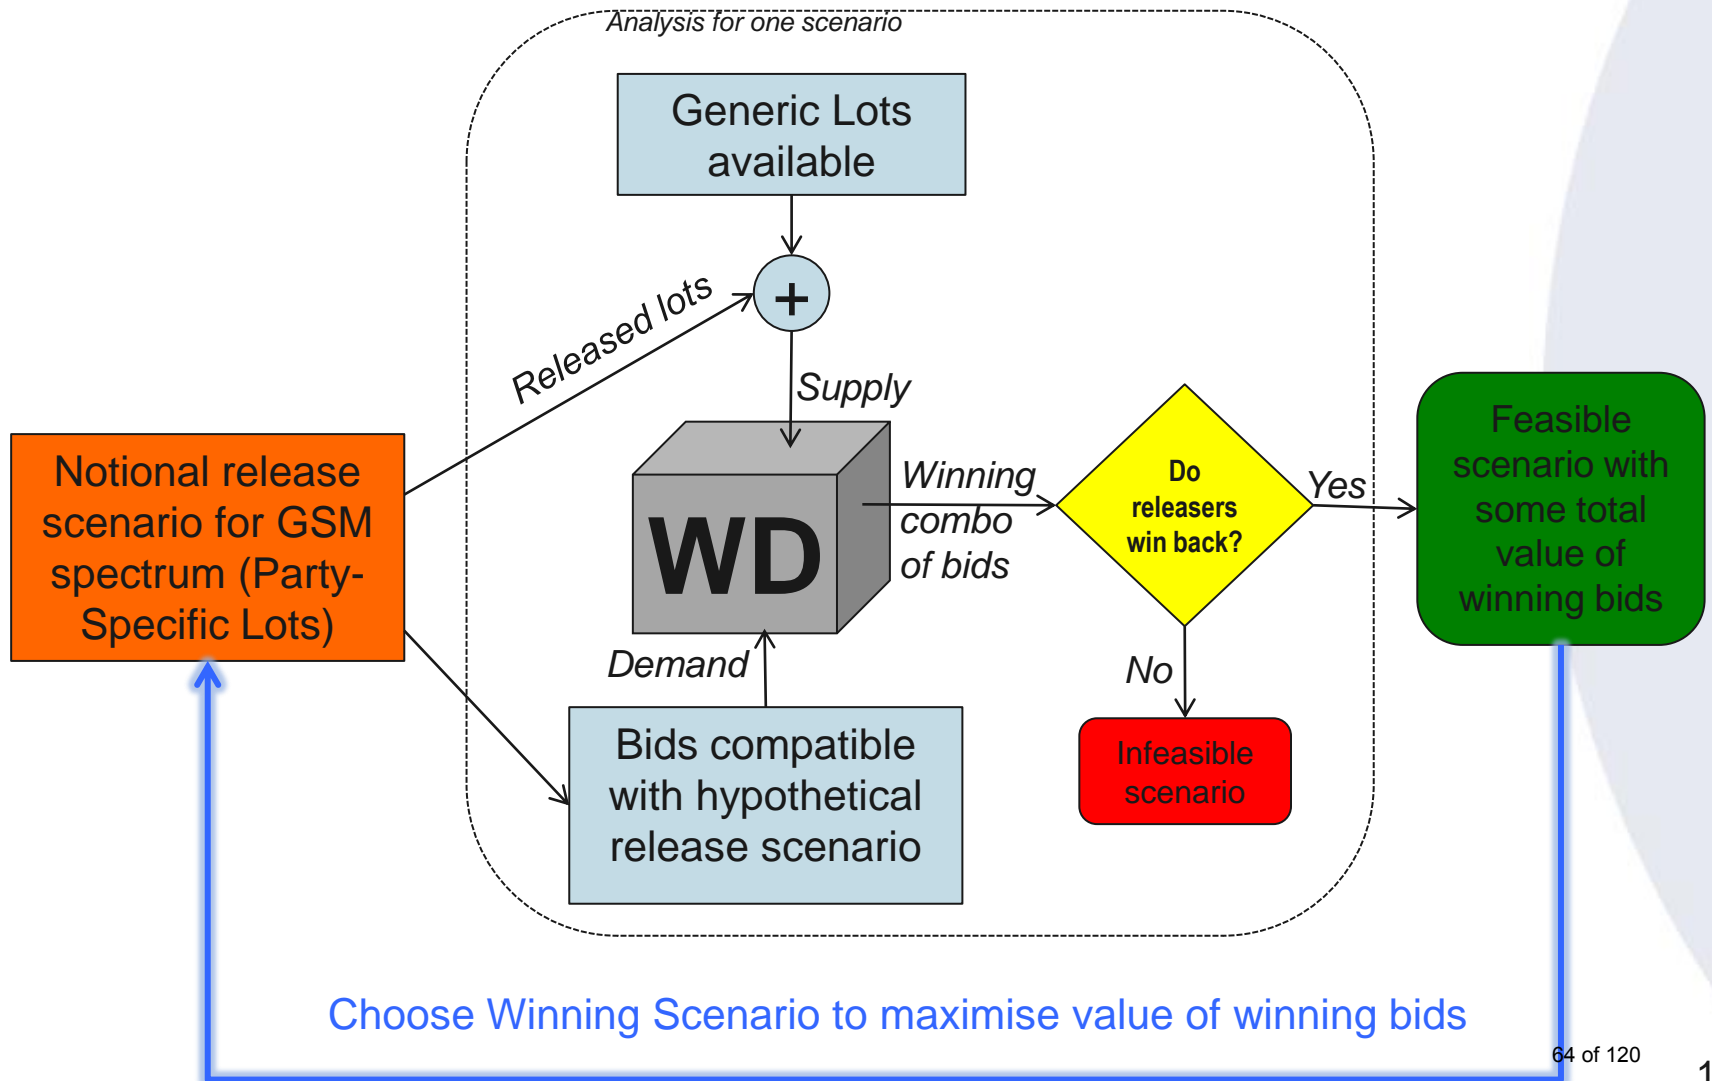 Analysis for one scenario
Generic Lots
available
+
Released lots
Supply
Notional release
scenario for GSM
spectrum (Party-
Specific Lots)
WD
Winning
combo
of bids
Do
releasers
win back?
Yes
Feasible
scenario with
some total
value of
winning bids
Demand
No
Bids compatible
with hypothetical
release scenario
Infeasible
scenario
Choose Winning Scenario to maximise value of winning bids
64 of 120
1